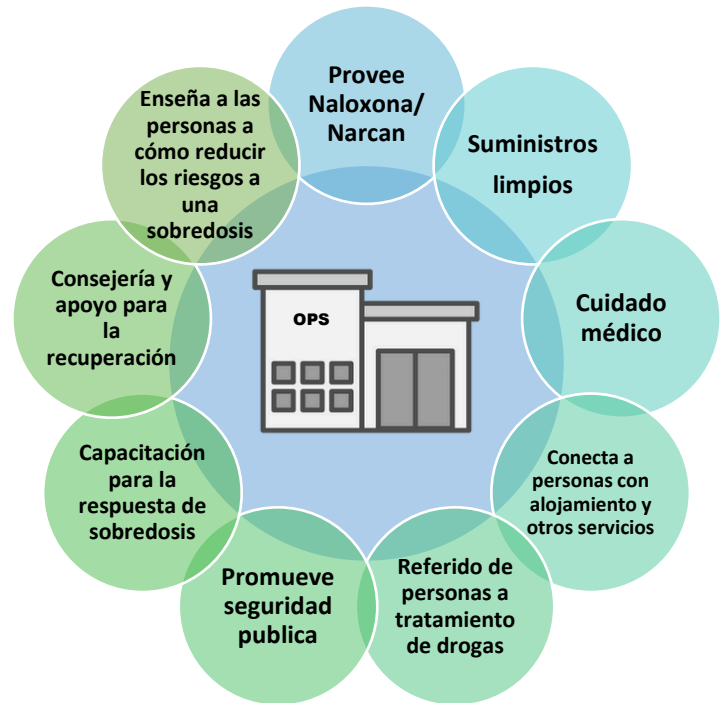 Provee
Naloxona/
Narcan
Suministros
limpios
Cuidado
médico
Conecta a
personas con
alojamiento y
otros servicios
Referido de
personas a
tratamiento
de drogas
Promueve
seguridad
publica
Capacitación
para la
respuesta de
sobredosis
Consejería y
apoyo para
la
recuperación
Enseña a las
personas a
cómo reducir
los riesgos a
una
sobredosis
OPS